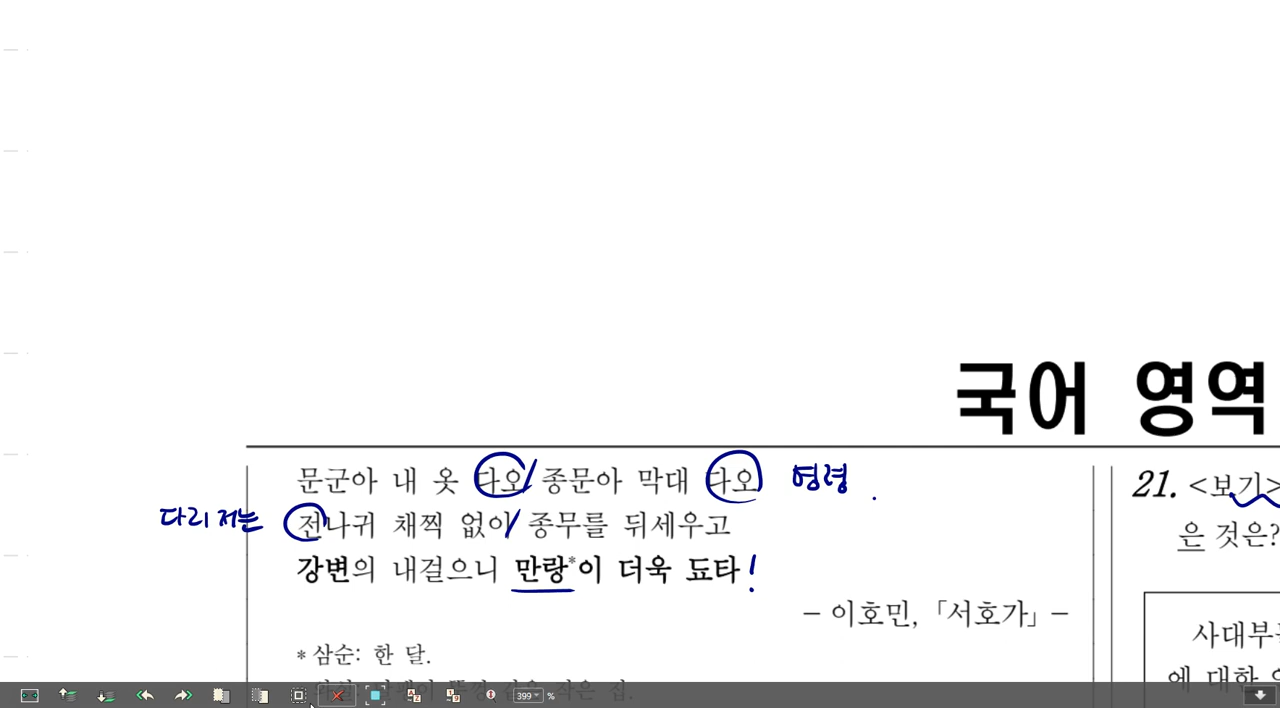 국어 영역
문군아 내 옷 다오/종문아 막대 다오 명령.
다리 저는 전나귀 채찍 없이/종무를 뒤세우고
강변의 내걸으니 만랑*이 더욱 됴타!
- 이호민, 「서호가」-
* 삼순: 한 달.
21. <보기>
은 것은?
사대부
에 대한
399 %